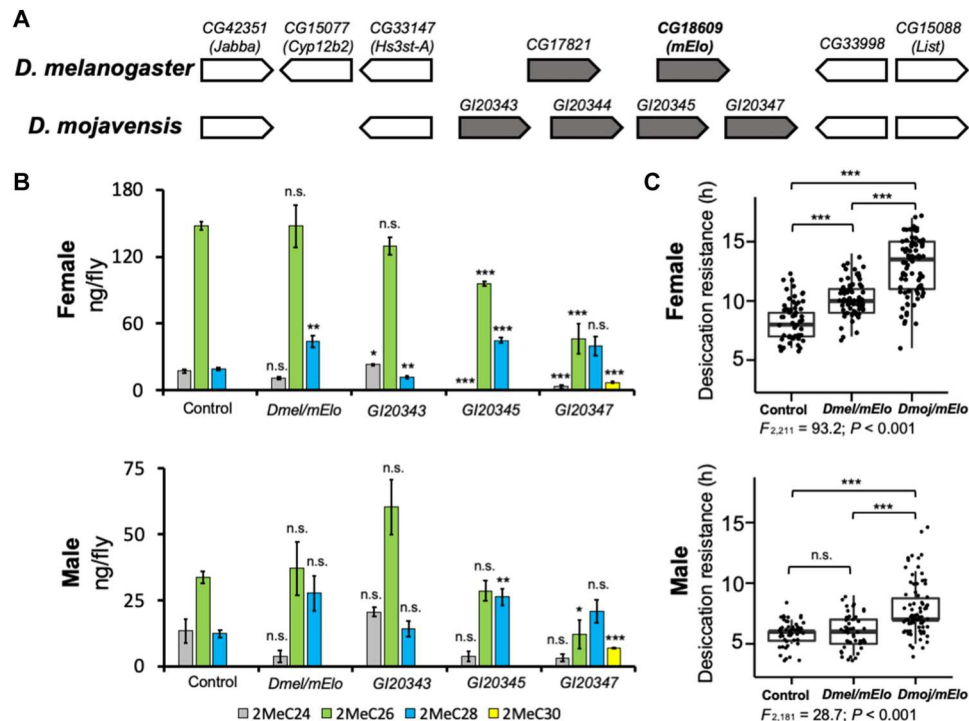 A
CG42351 CG15077 CG33147 CG17821 CG18609 CG33998 CG15088
(Jabba) (Cyp12b2) (Hs3st-A) (mElo) (List)
D. melanogaster
GI20343 GI20344 GI20345 GI20347
D. mojavensis
B
Female
ng/fly
180
120
60
0
n.s. n.s. ** n.s. * ** *** *** *** *** *** n.s. ***
Control Dmel/mElo GI20343 GI20345 GI20347
Male
ng/fly
75
50
25
0
n.s. n.s. n.s. n.s. n.s. n.s. n.s. n.s. ** n.s. * n.s. ***
Control Dmel/mElo GI20343 GI20345 GI20347
2MeC24 2MeC26 2MeC28 2MeC30
C
Female
Desiccation resistance (h)
***
*** ***
15
10
5
Control Dmel/mElo Dmoj/mElo
F2,211 = 93.2; P < 0.001
Male
Desiccation resistance (h)
***
n.s. ***
15
10
5
Control Dmel/mElo Dmoj/mElo
F2,181 = 28.7; P < 0.001